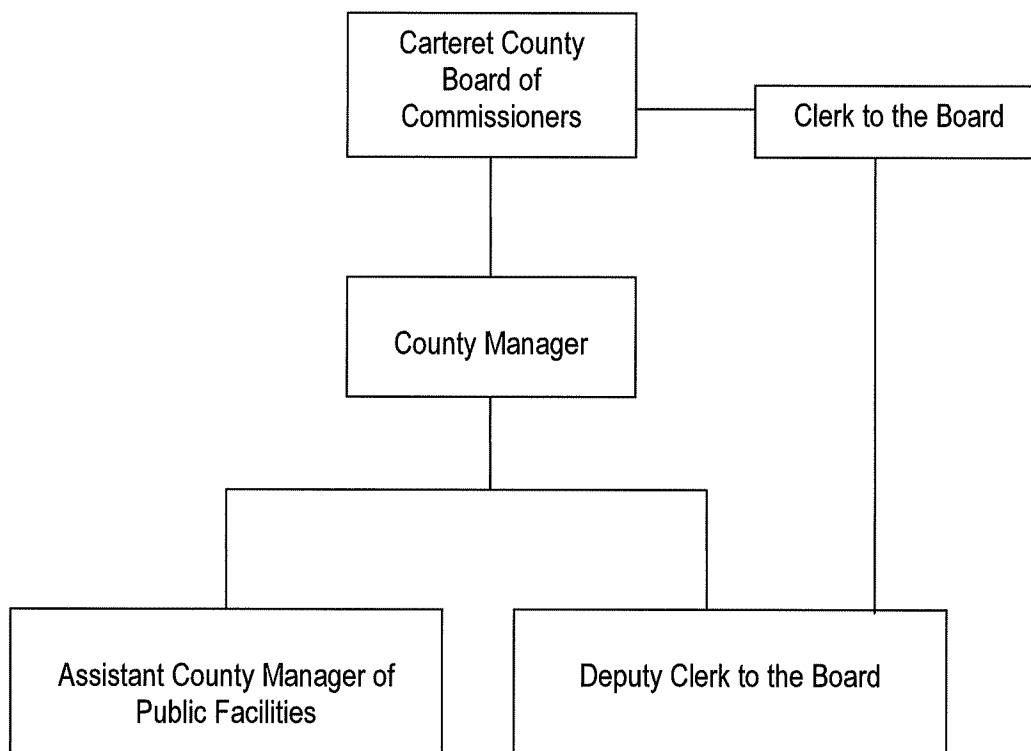 Carteret County
Board of
Commissioners
Clerk to the Board
County Manager
Assistant County Manager of
Public Facilities
Deputy Clerk to the Board